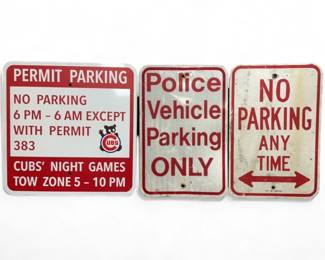 PERMIT PARKING
NO PARKING
6 PM - 6 AM EXCEPT
WITH PERMIT
383
CUBS
CUBS' NIGHT GAMES
TOW ZONE 5 - 10 PM
Police
Vehicle
Parking
ONLY
NO
PARKING
ANY
TIME